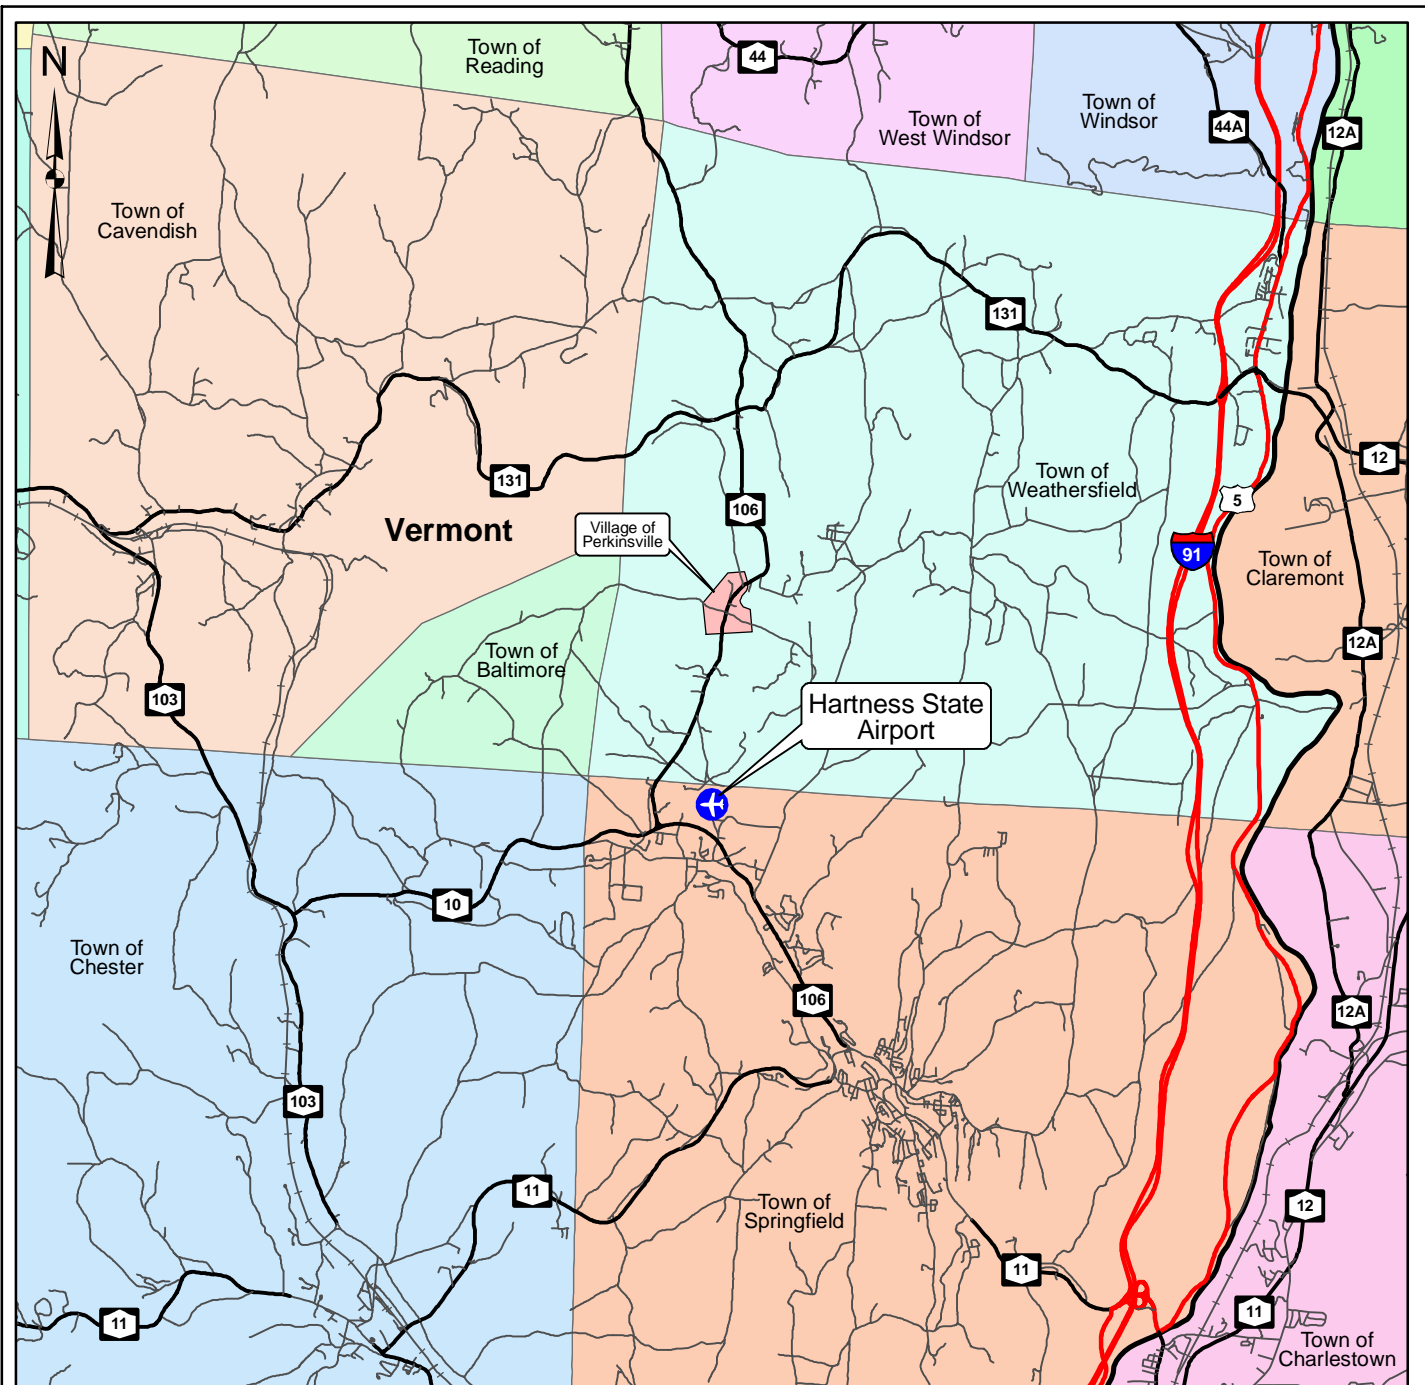 N
Town of
Reading
44
Town of
West Windsor
Town of
Windsor
44A
12A
Town of
Cavendish
131
131
12
Town of
Weathersfield
106
5
Vermont
Village of
Perkinsville
91
Town of
Claremont
12A
Town of
Baltimore
103
Hartness State
Airport
10
Town of
Chester
106
12A
103
11
Town of
Springfield
12
11
11
11
Town of
Charlestown